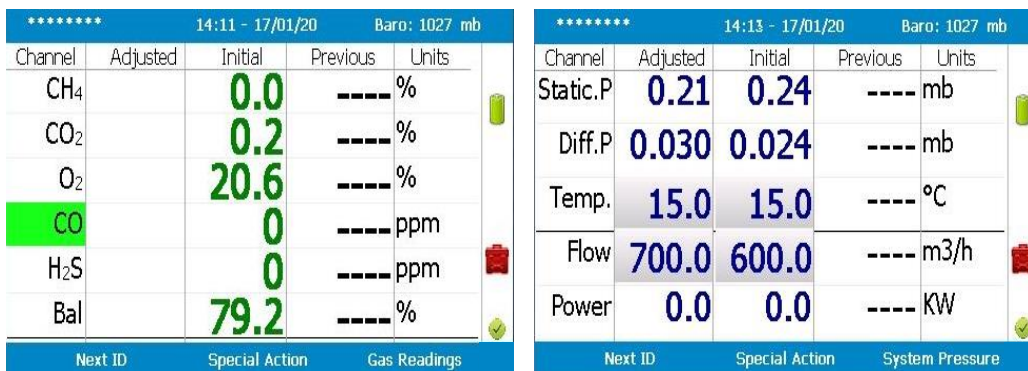 ******** 14:11 - 17/01/20 Baro: 1027 mb
Channel Adjusted Initial Previous Units
CH4 0.0 ---- %
CO2 0.2 ---- %
O2 20.6 ---- %
CO 0 ---- ppm
H2S 0 ---- ppm
Bal 79.2 ---- %
Next ID Special Action Gas Readings
******** 14:13 - 17/01/20 Baro: 1027 mb
Channel Adjusted Initial Previous Units
Static.P 0.21 0.24 ---- mb
Diff.P 0.030 0.024 ---- mb
Temp. 15.0 15.0 ---- °C
Flow 700.0 600.0 ---- m3/h
Power 0.0 0.0 ---- KW
Next ID Special Action System Pressure